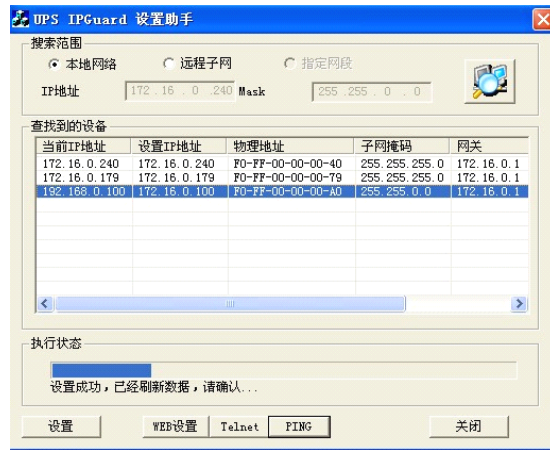 UPS IPGuard 设置助手
搜索范围
本地网络 远程子网 指定网段
IP地址 172 . 16 . 0 .240 Mask 255 .255 . 0 . 0
查找到的设备
当前IP地址 设置IP地址 物理地址 子网掩码 网关
172.16.0.240 172.16.0.240 F0-FF-00-00-00-40 255.255.255.0 172.16.0.1
172.16.0.179 172.16.0.179 F0-FF-00-00-00-79 255.255.255.0 172.16.0.1
192.168.0.100 172.16.0.100 F0-FF-00-00-00-A0 255.255.0.0 172.16.0.1
执行状态
设置成功，已经刷新数据，请确认...
设置 WEB设置 Telnet PING 关闭